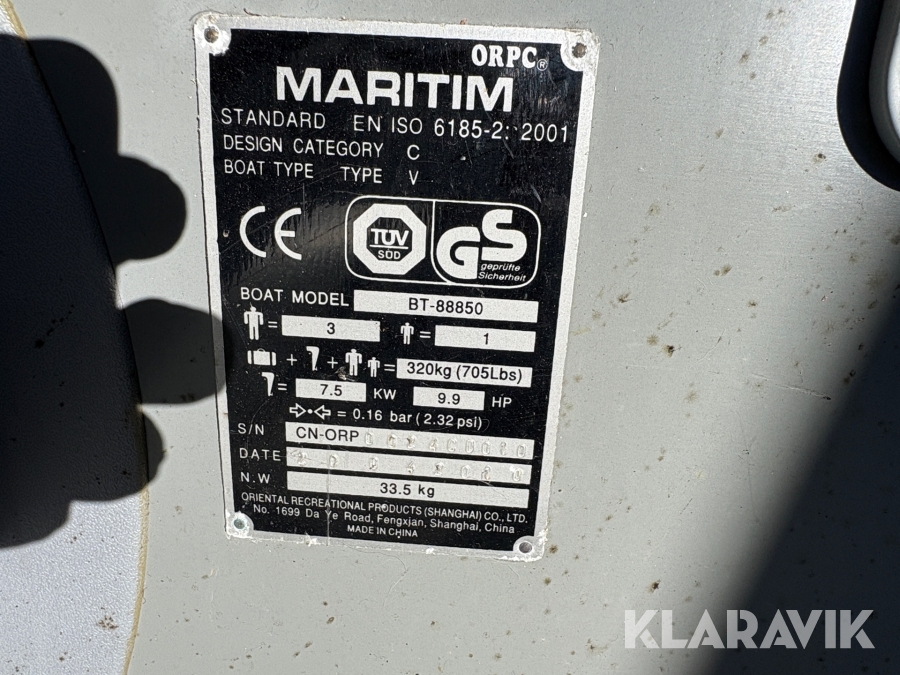 ORPC®
MARITIM
STANDARD EN ISO 6185-2: 2001
DESIGN CATEGORY C
BOAT TYPE TYPE V
CE
TÜV
SÜD
GS
geprüfte
Sicherheit
BOAT MODEL BT-88850
= 3 = 1
+ + = 320kg (705Lbs)
= 7.5 KW 9.9 HP
= 0.16 bar (2.32 psi)
S/N CN-ORP
DATE
N.W 33.5 kg
ORIENTAL RECREATIONAL PRODUCTS (SHANGHAI) CO., LTD.
No. 1699 Da Ye Road, Fengxian, Shanghai, China
MADE IN CHINA
KLARAVIK